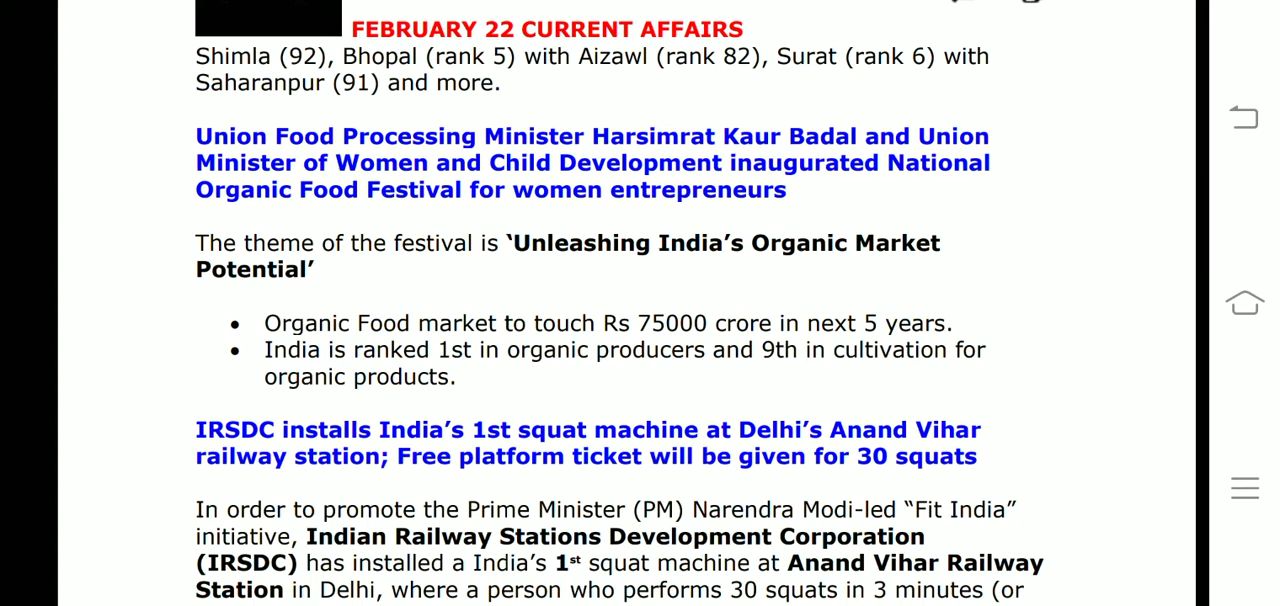 FEBRUARY 22 CURRENT AFFAIRS
Shimla (92), Bhopal (rank 5) with Aizawl (rank 82), Surat (rank 6) with
Saharanpur (91) and more.
Union Food Processing Minister Harsimrat Kaur Badal and Union
Minister of Women and Child Development inaugurated National
Organic Food Festival for women entrepreneurs
The theme of the festival is ‘Unleashing India’s Organic Market
Potential’
• Organic Food market to touch Rs 75000 crore in next 5 years.
• India is ranked 1st in organic producers and 9th in cultivation for
organic products.
IRSDC installs India’s 1st squat machine at Delhi’s Anand Vihar
railway station; Free platform ticket will be given for 30 squats
In order to promote the Prime Minister (PM) Narendra Modi-led “Fit India”
initiative, Indian Railway Stations Development Corporation
(IRSDC) has installed a India’s 1st squat machine at Anand Vihar Railway
Station in Delhi, where a person who performs 30 squats in 3 minutes (or